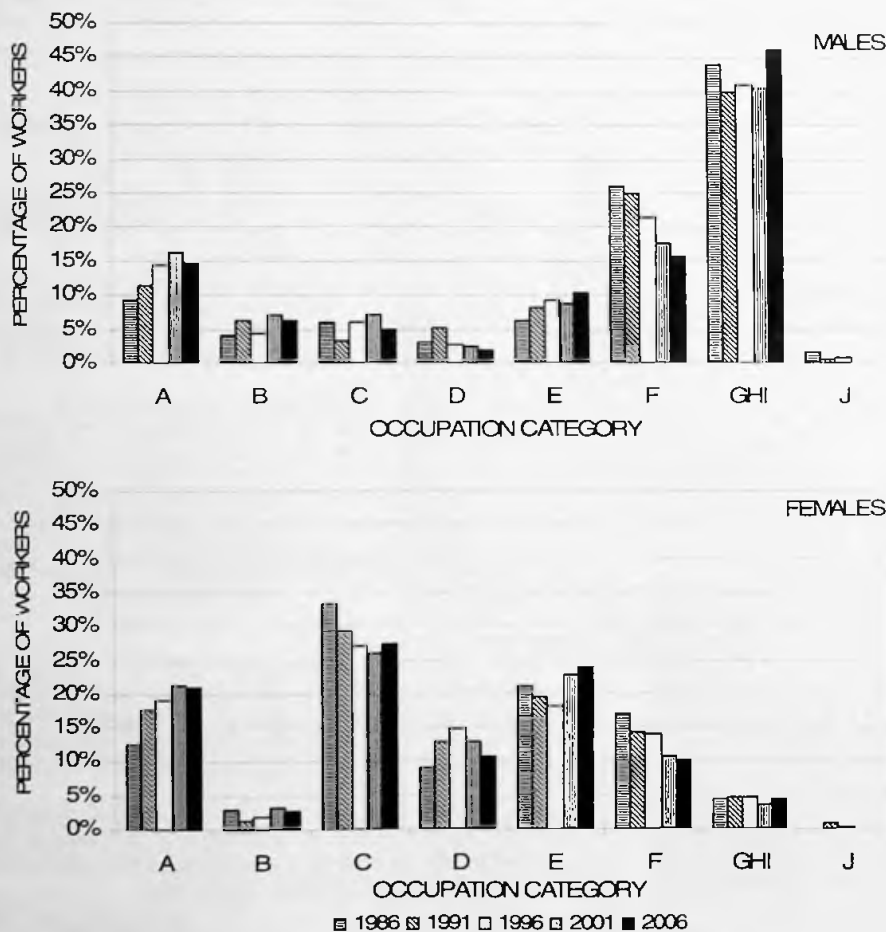 MALES
PERCENTAGE OF WORKERS
50%
45%
40%
35%
30%
25%
20%
15%
10%
5%
0%
A B C D E F GHI J
OCCUPATION CATEGORY
FEMALES
PERCENTAGE OF WORKERS
50%
45%
40%
35%
30%
25%
20%
15%
10%
5%
0%
A B C D E F GHI J
OCCUPATION CATEGORY
1986 1991 1996 2001 2006